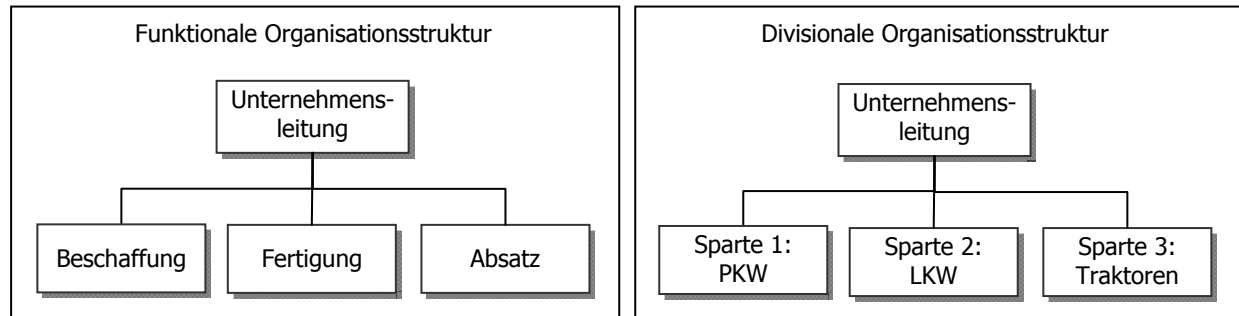 Funktionale Organisationsstruktur
Unternehmens-
leitung
Beschaffung
Fertigung
Absatz
Divisionale Organisationsstruktur
Unternehmens-
leitung
Sparte 1:
PKW
Sparte 2:
LKW
Sparte 3:
Traktoren